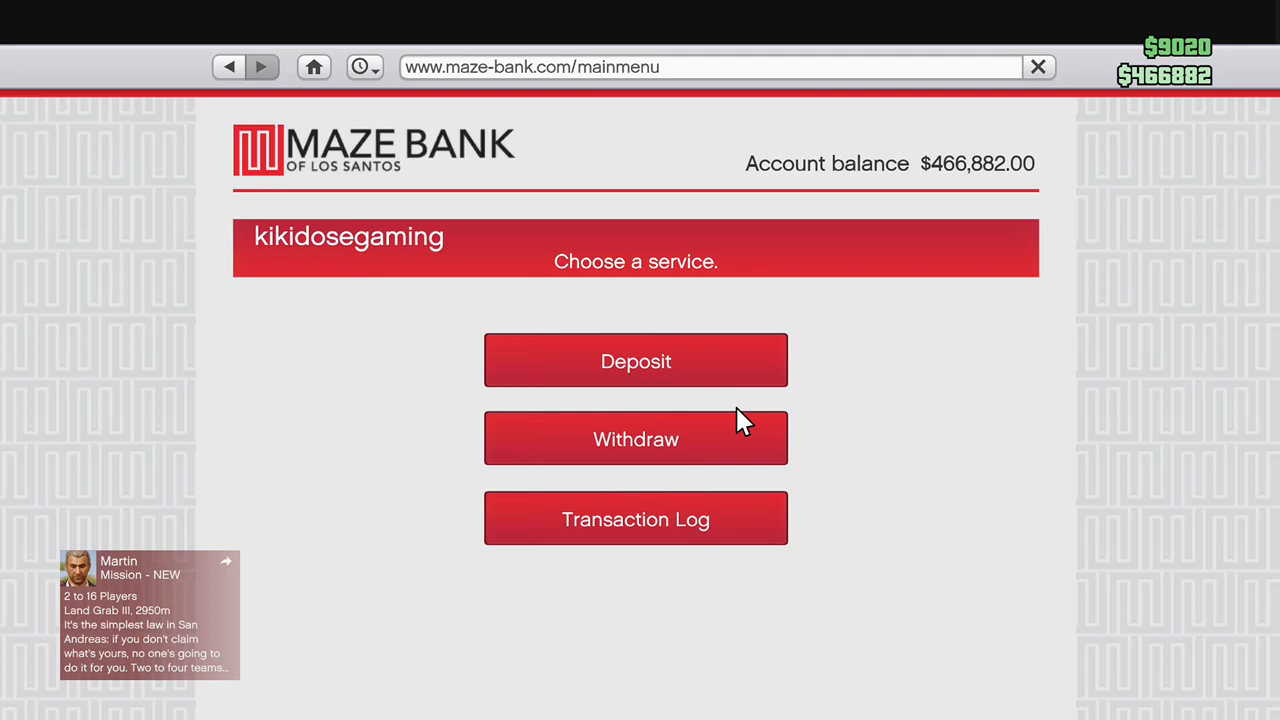 $9020
www.maze-bank.com/mainmenu
$466882
MAZE BANK
OF LOS SANTOS
Account balance $466,882.00
kikidosegaming
Choose a service.
Deposit
Withdraw
Transaction Log
Martin
Mission - NEW
2 to 16 Players
Land Grab III, 2950m
It's the simplest law in San
Andreas: if you don't claim
what's yours, no one's going to
do it for you. Two to four teams...